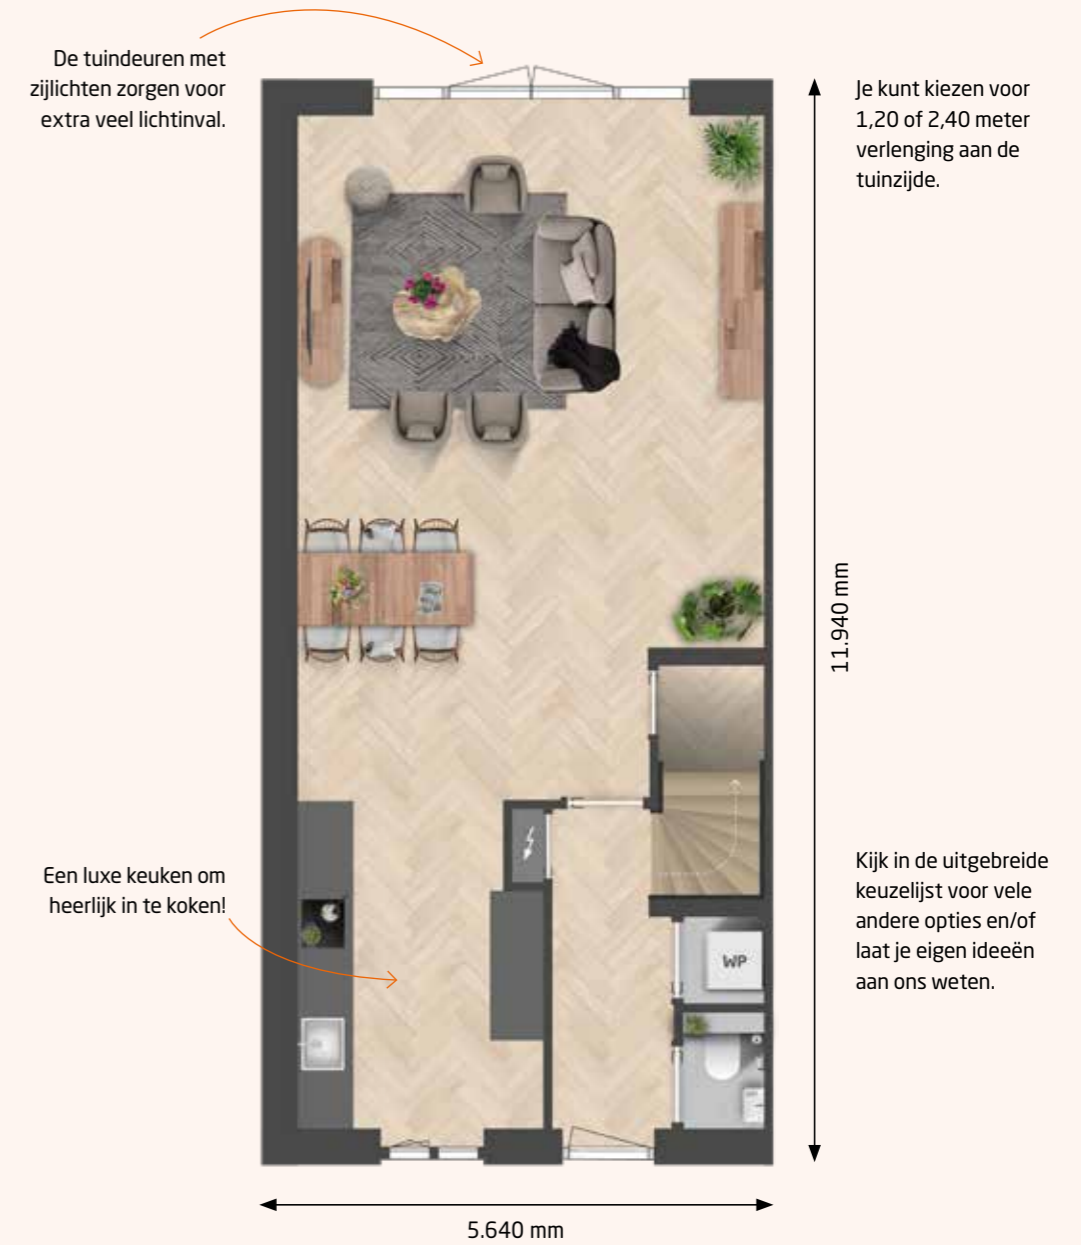 De tuindeuren met
zijlichten zorgen voor
extra veel lichtinval.
Je kunt kiezen voor
1,20 of 2,40 meter
verlenging aan de
tuinzijde.
11.940 mm
Een luxe keuken om
heerlijk in te koken!
Kijk in de uitgebreide
keuzelijst voor vele
andere opties en/of
laat je eigen ideeën
aan ons weten.
WP
5.640 mm